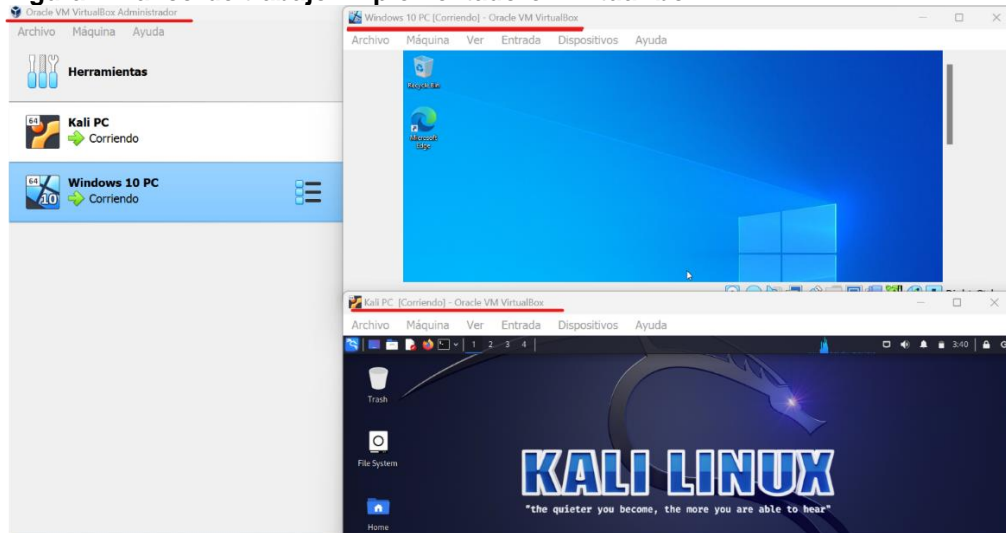 Oracle VM VirtualBox Administrador
Archivo Máquina Ayuda
Herramientas
64
Kali PC
Corriendo
64
10
Windows 10 PC
Corriendo
Windows 10 PC [Corriendo] - Oracle VM VirtualBox
Archivo Máquina Ver Entrada Dispositivos Ayuda
Recycle Bin
Microsoft
Edge
Kali PC [Corriendo] - Oracle VM VirtualBox
Archivo Máquina Ver Entrada Dispositivos Ayuda
1 2 3 4
3:40
Trash
File System
Home
KALI LINUX
"the quieter you become, the more you are able to hear"